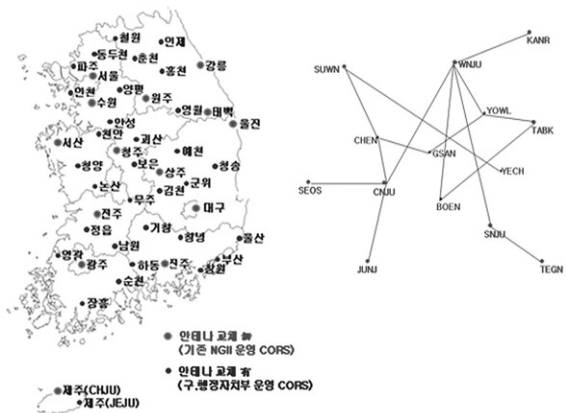 철원
인제
동두천
춘천
파주
홍천
강릉
서울
인천
양평
수원
원주
영월
태백
울진
안성
천안
괴산
서산
청주
예천
청양
보은
상주
청송
논산
김천
군위
무주
대구
진주
정읍
거창
창녕
울산
남원
영광
광주
하동
진주
부산
창원
순천
장흥
안테나 교체 無
(기존 NGII 운영 CORS)
안테나 교체 有
(구,행정자치부 운영 CORS)
제주(CHJU)
제주(JEJU)
KANR
SUWN
WNJU
YOWL
TABK
CHEN
GSAN
YECH
SEOS
CNJU
BOEN
SNJU
JUNJ
TEGN